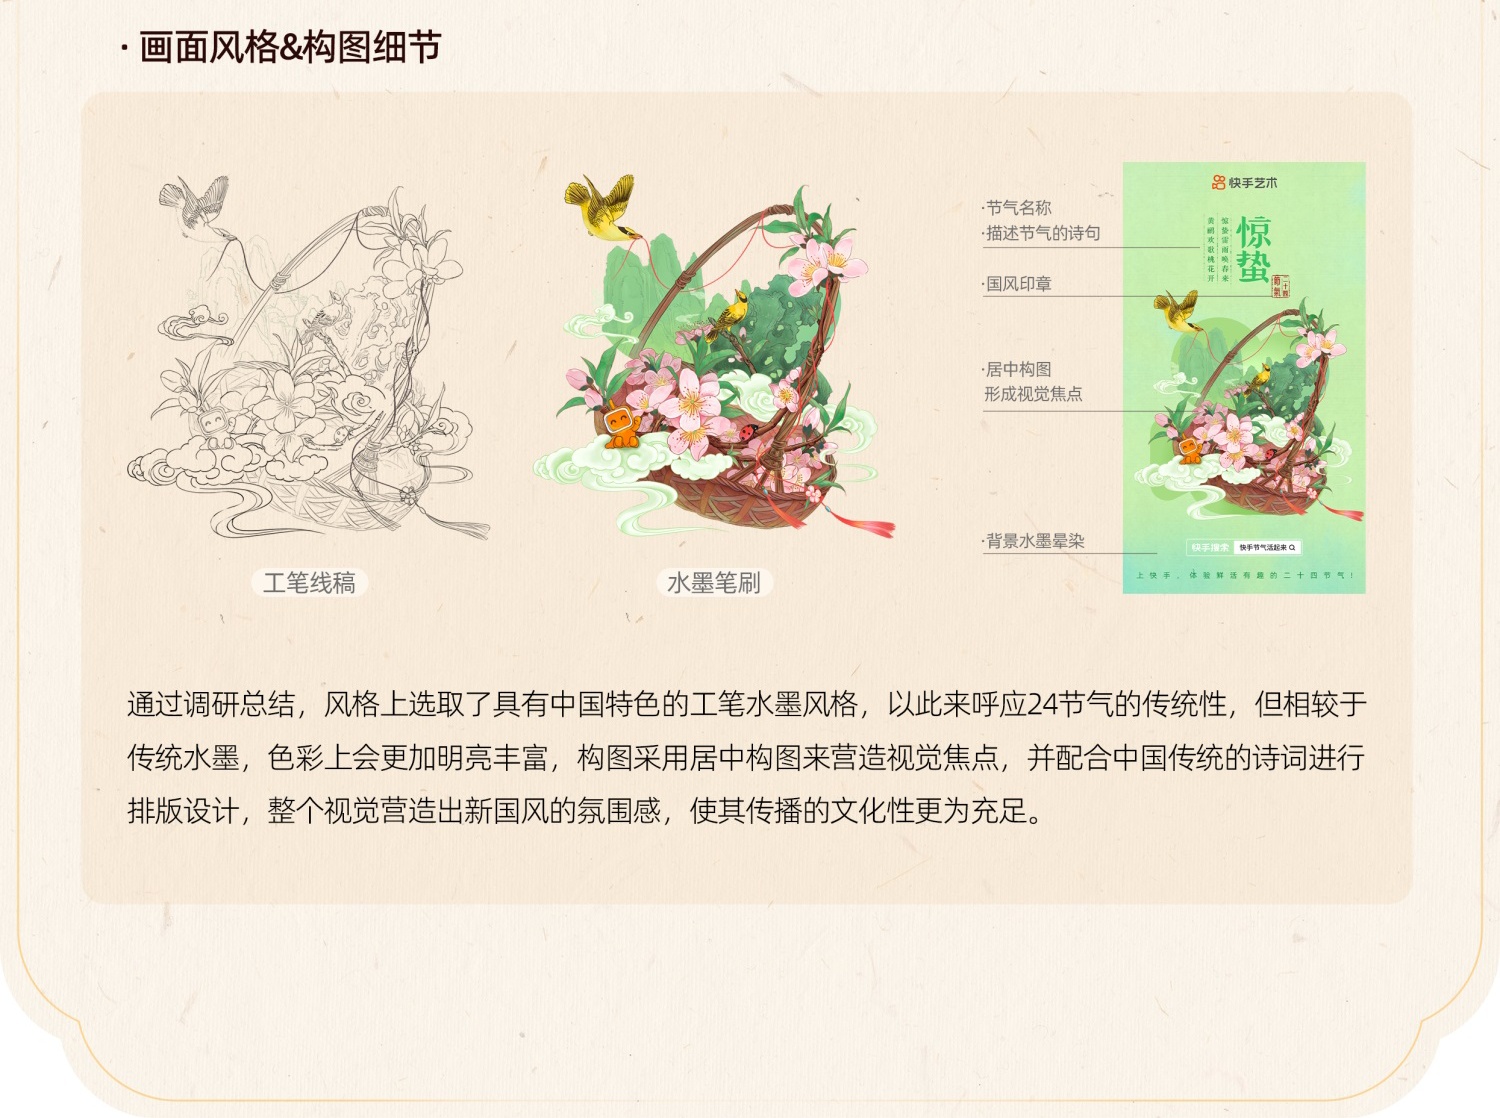 · 画面风格&构图细节
·节气名称
·描述节气的诗句
·国风印章
·居中构图
形成视觉焦点
·背景水墨晕染
快手艺术
惊蛰
惊蛰雷雨唤春来
黄鹂欢歌桃花开
二十四
节气
快手搜索 快手节气活起来
上快手，体验鲜活有趣的二十四节气！
工笔线稿
水墨笔刷
通过调研总结，风格上选取了具有中国特色的工笔水墨风格，以此来呼应24节气的传统性，但相较于
传统水墨，色彩上会更加明亮丰富，构图采用居中构图来营造视觉焦点，并配合中国传统的诗词进行
排版设计，整个视觉营造出新国风的氛围感，使其传播的文化性更为充足。